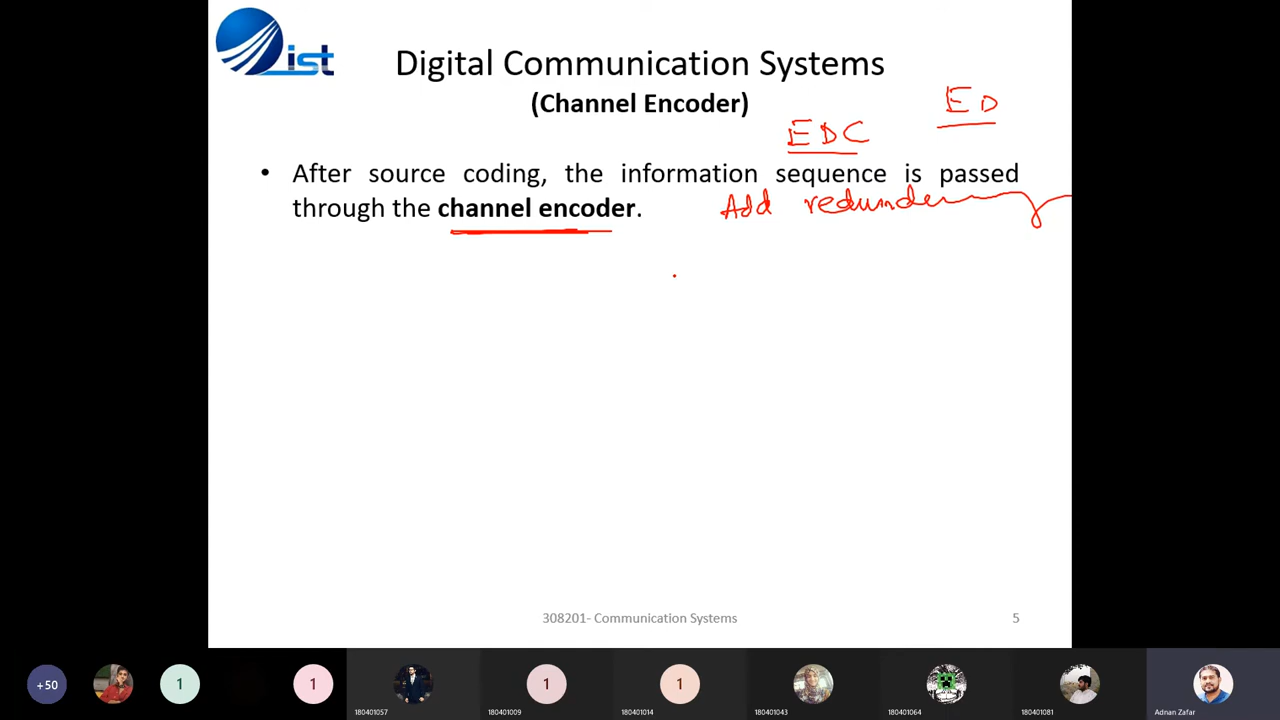 ist
Digital Communication Systems
(Channel Encoder)
ED
EDC
• After source coding, the information sequence is passed
through the channel encoder.
Add redundency
308201- Communication Systems
5
+50
1
1
1
1
180401057
180401009
180401014
180401043
180401064
180401081
Adnan Zafar